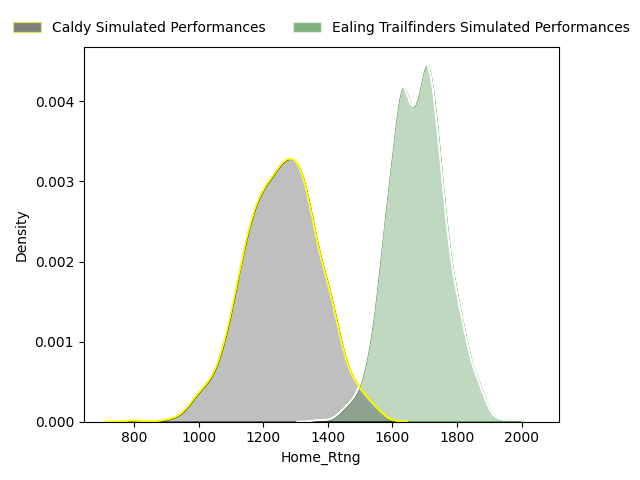 Caldy Simulated Performances Ealing Trailfinders Simulated Performances
0.004
0.003
0.002
0.001
0.000
Density
800 1000 1200 1400 1600 1800 2000
Home_Rtng